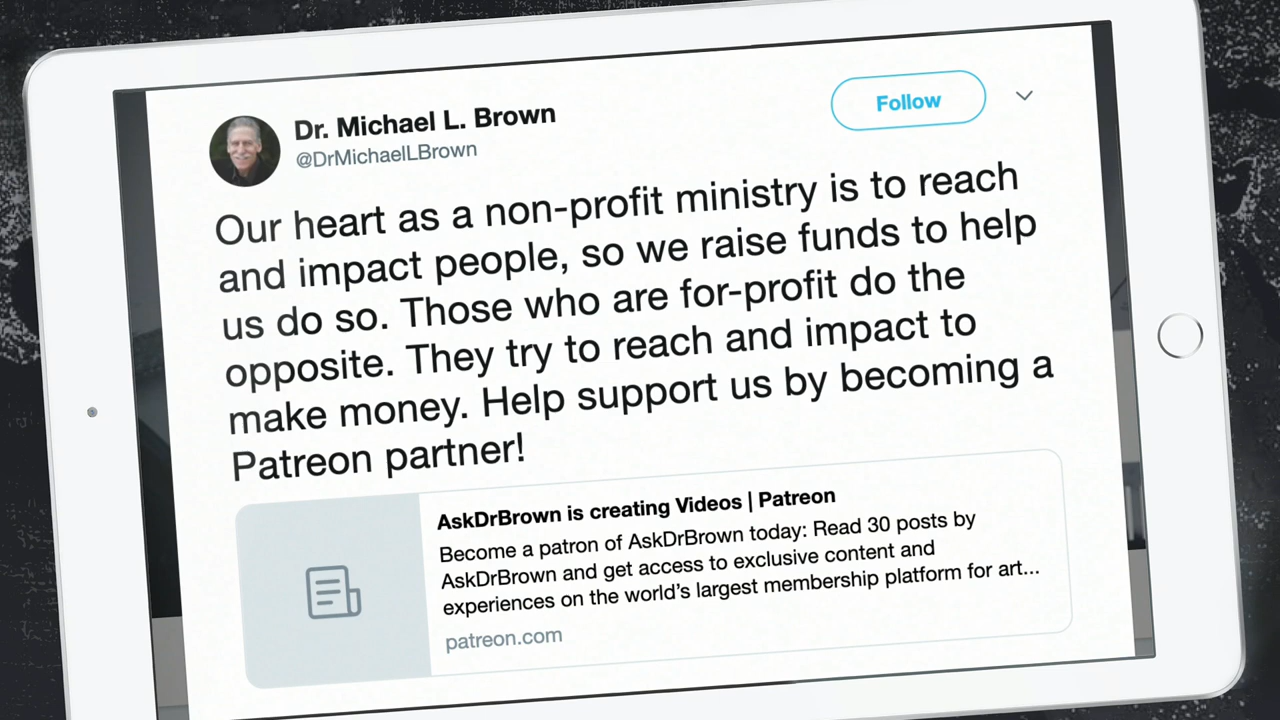 Dr. Michael L. Brown
@DrMichaelLBrown
Follow
Our heart as a non-profit ministry is to reach
and impact people, so we raise funds to help
us do so. Those who are for-profit do the
opposite. They try to reach and impact to
make money. Help support us by becoming a
Patreon partner!
AskDrBrown is creating Videos | Patreon
Become a patron of AskDrBrown today: Read 30 posts by
AskDrBrown and get access to exclusive content and
experiences on the world's largest membership platform for art...
patreon.com